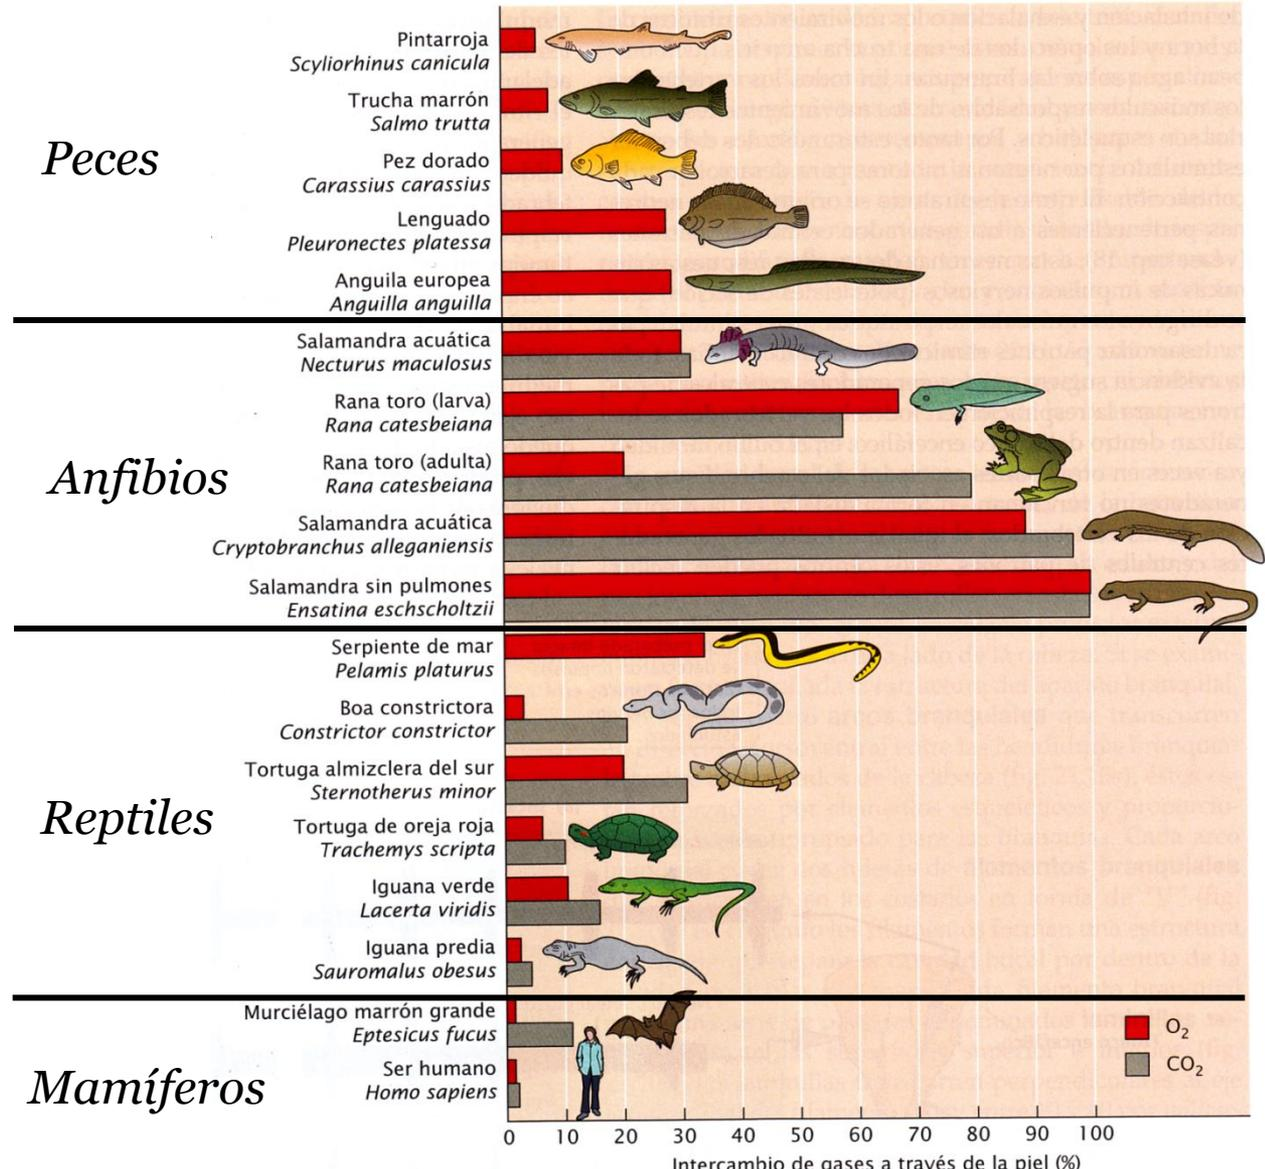 Peces
Pintarroja
Scyliorhinus canicula
Trucha marrón
Salmo trutta
Pez dorado
Carassius carassius
Lenguado
Pleuronectes platessa
Anguila europea
Anguilla anguilla
Anfibios
Salamandra acuática
Necturus maculosus
Rana toro (larva)
Rana catesbeiana
Rana toro (adulta)
Rana catesbeiana
Salamandra acuática
Cryptobranchus alleganiensis
Salamandra sin pulmones
Ensatina eschscholtzii
Reptiles
Serpiente de mar
Pelamis platurus
Boa constrictora
Constrictor constrictor
Tortuga almizclera del sur
Sternotherus minor
Tortuga de oreja roja
Trachemys scripta
Iguana verde
Lacerta viridis
Iguana predia
Sauromalus obesus
Mamíferos
Murciélago marrón grande
Eptesicus fucus
Ser humano
Homo sapiens
O₂
CO₂
0 10 20 30 40 50 60 70 80 90 100
Intercambio de gases a través de la piel (%)